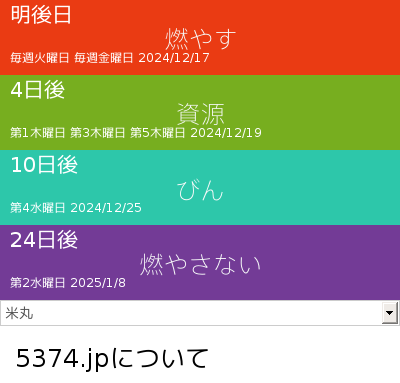 明後日
燃やす
毎週火曜日 毎週金曜日 2024/12/17
4日後
資源
第1木曜日 第3木曜日 第5木曜日 2024/12/19
10日後
びん
第4水曜日 2024/12/25
24日後
燃やさない
第2水曜日 2025/1/8
米丸
5374.jpについて